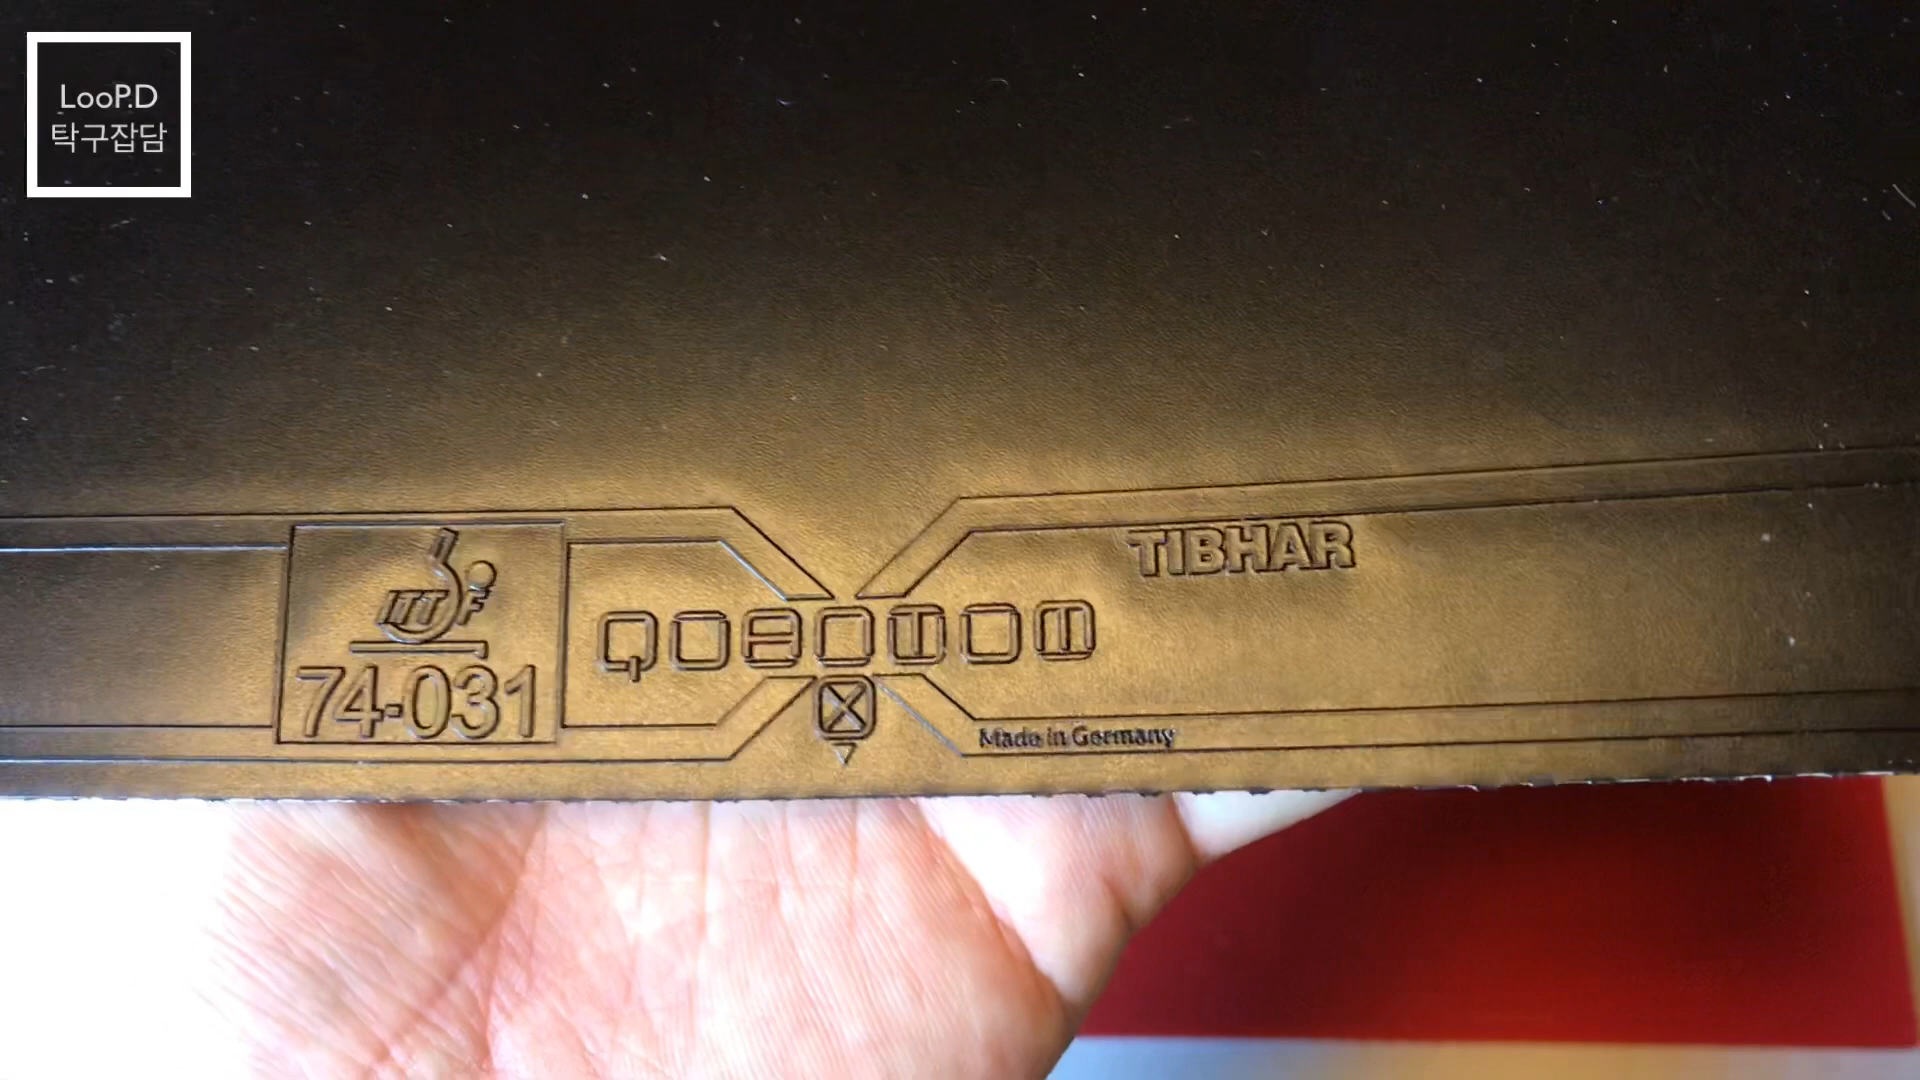 LooP.D
탁구잡담
TIBHAR
ITTF
74-031
QUANTUM
X
Made in Germany